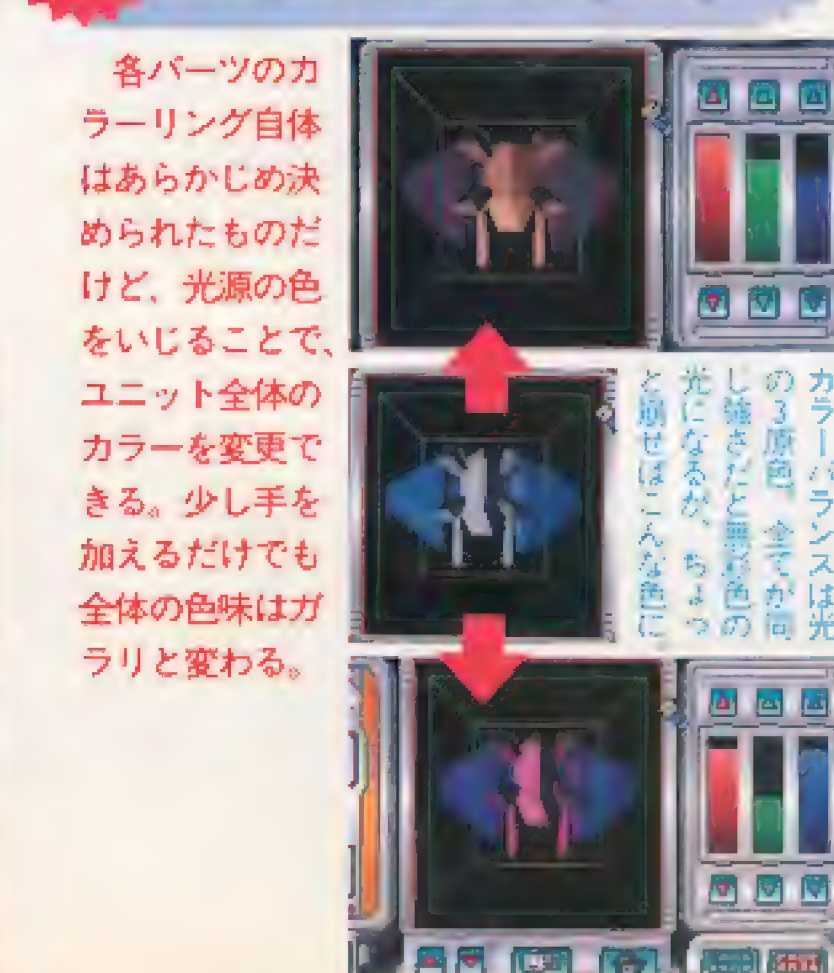 各パーツのカ
ラーリング自体
はあらかじめ決
められたものだ
けど、光源の色
をいじることで、
ユニット全体の
カラーを変更で
きる。少し手を
加えるだけでも
全体の色味はガ
ラリと変わる。
カラーバランスは光
の3原色。全てが同
じ強さだと無彩色の
光になるが、ちょっ
と崩せばこんな色に